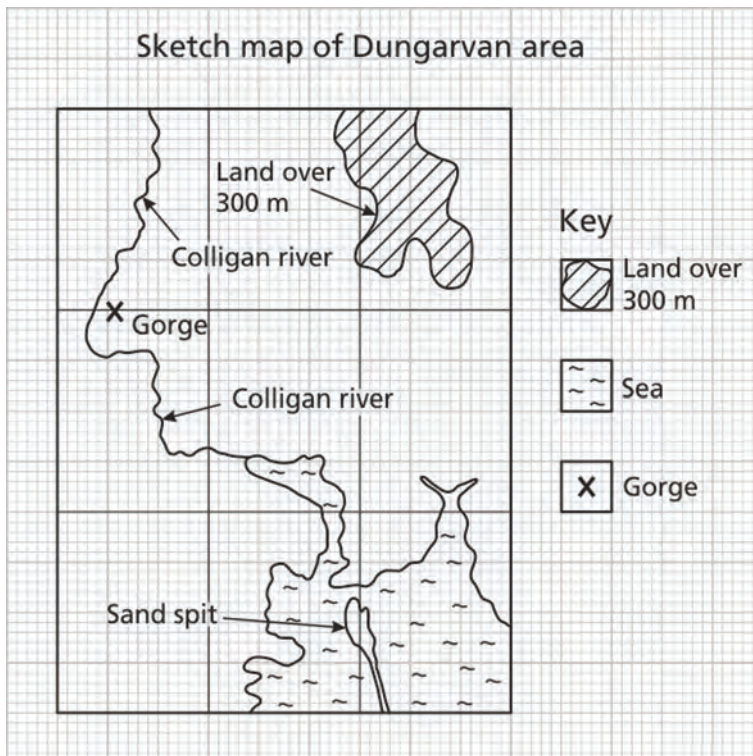 Sketch map of Dungarvan area
Land over
300 m
Colligan river
Gorge
Colligan river
Sand spit
Key
Land over
300 m
Sea
Gorge